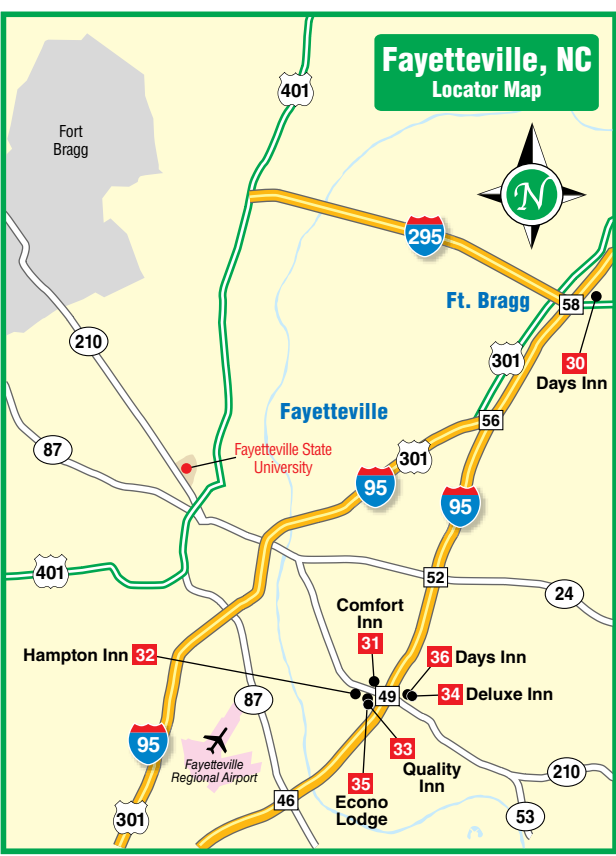 Fayetteville, NC
Locator Map
401
Fort
Bragg
N
295
Ft. Bragg
58
210
301
30
Days Inn
Fayetteville
56
87
Fayetteville State
University
301
95
95
401
52
24
Comfort
Inn
31
Hampton Inn 32
36 Days Inn
49
34 Deluxe Inn
87
95
33
Quality
Inn
Fayetteville
Regional Airport
35
Econo
Lodge
210
46
301
53